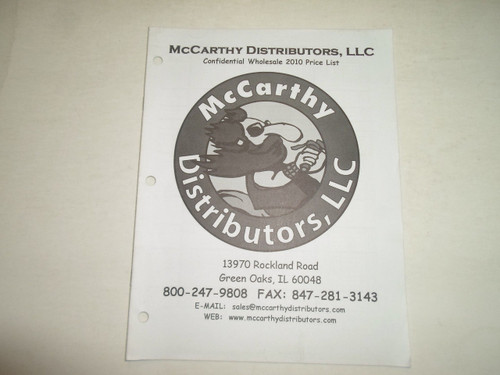 McCarthy Distributors, LLC
Confidential Wholesale 2010 Price List
McCarthy
Distributors, LLC
13970 Rockland Road
Green Oaks, IL 60048
800-247-9808 FAX: 847-281-3143
E-MAIL: sales@mccarthydistributors.com
WEB: www.mccarthydistributors.com